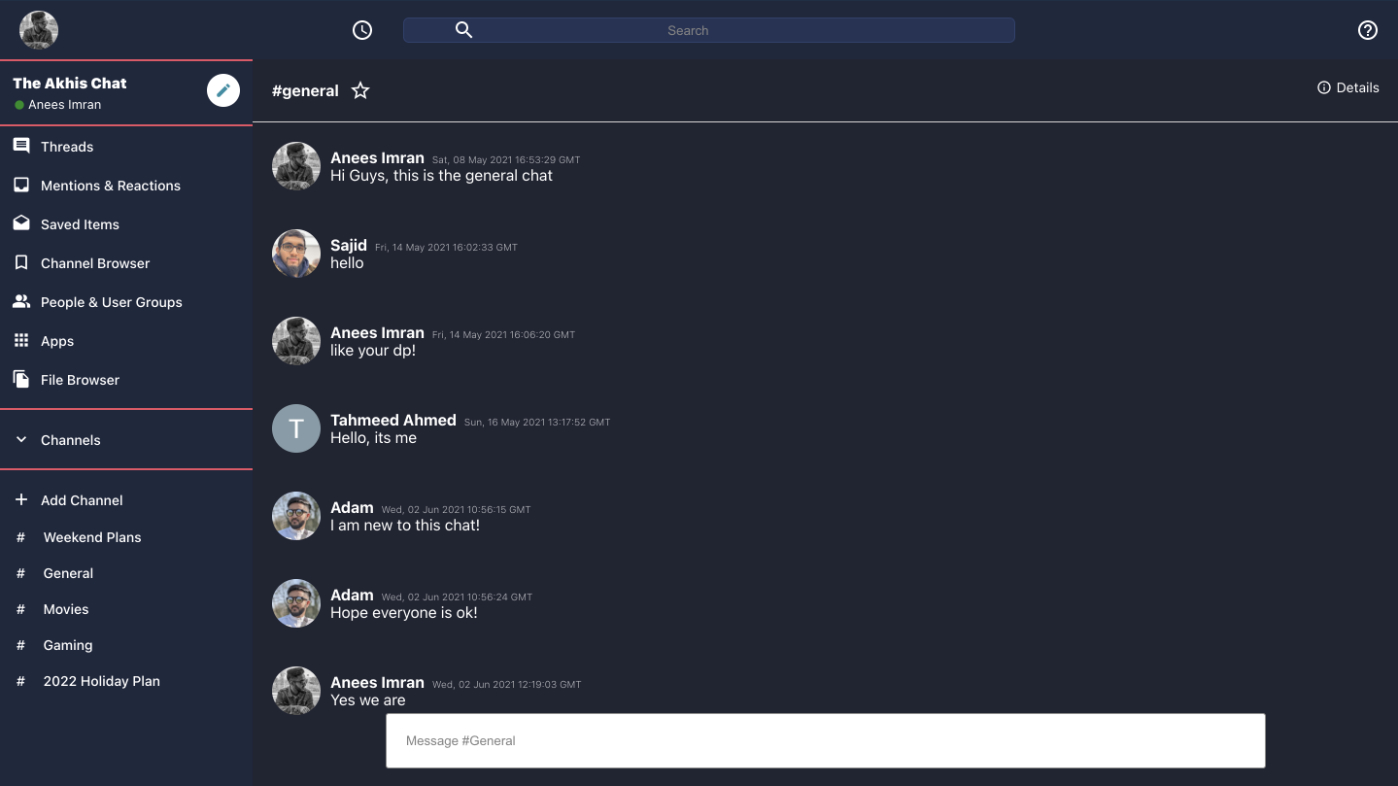 Search
The Akhis Chat
Anees Imran
Threads
Mentions & Reactions
Saved Items
Channel Browser
People & User Groups
Apps
File Browser
Channels
Add Channel
# Weekend Plans
# General
# Movies
# Gaming
# 2022 Holiday Plan
#general
Details
Anees Imran Sat, 08 May 2021 16:53:29 GMT
Hi Guys, this is the general chat
Sajid Fri, 14 May 2021 16:02:33 GMT
hello
Anees Imran Fri, 14 May 2021 16:06:20 GMT
like your dp!
T
Tahmeed Ahmed Sun, 16 May 2021 13:17:52 GMT
Hello, its me
Adam Wed, 02 Jun 2021 10:56:15 GMT
I am new to this chat!
Adam Wed, 02 Jun 2021 10:56:24 GMT
Hope everyone is ok!
Anees Imran Wed, 02 Jun 2021 12:19:03 GMT
Yes we are
Message #General